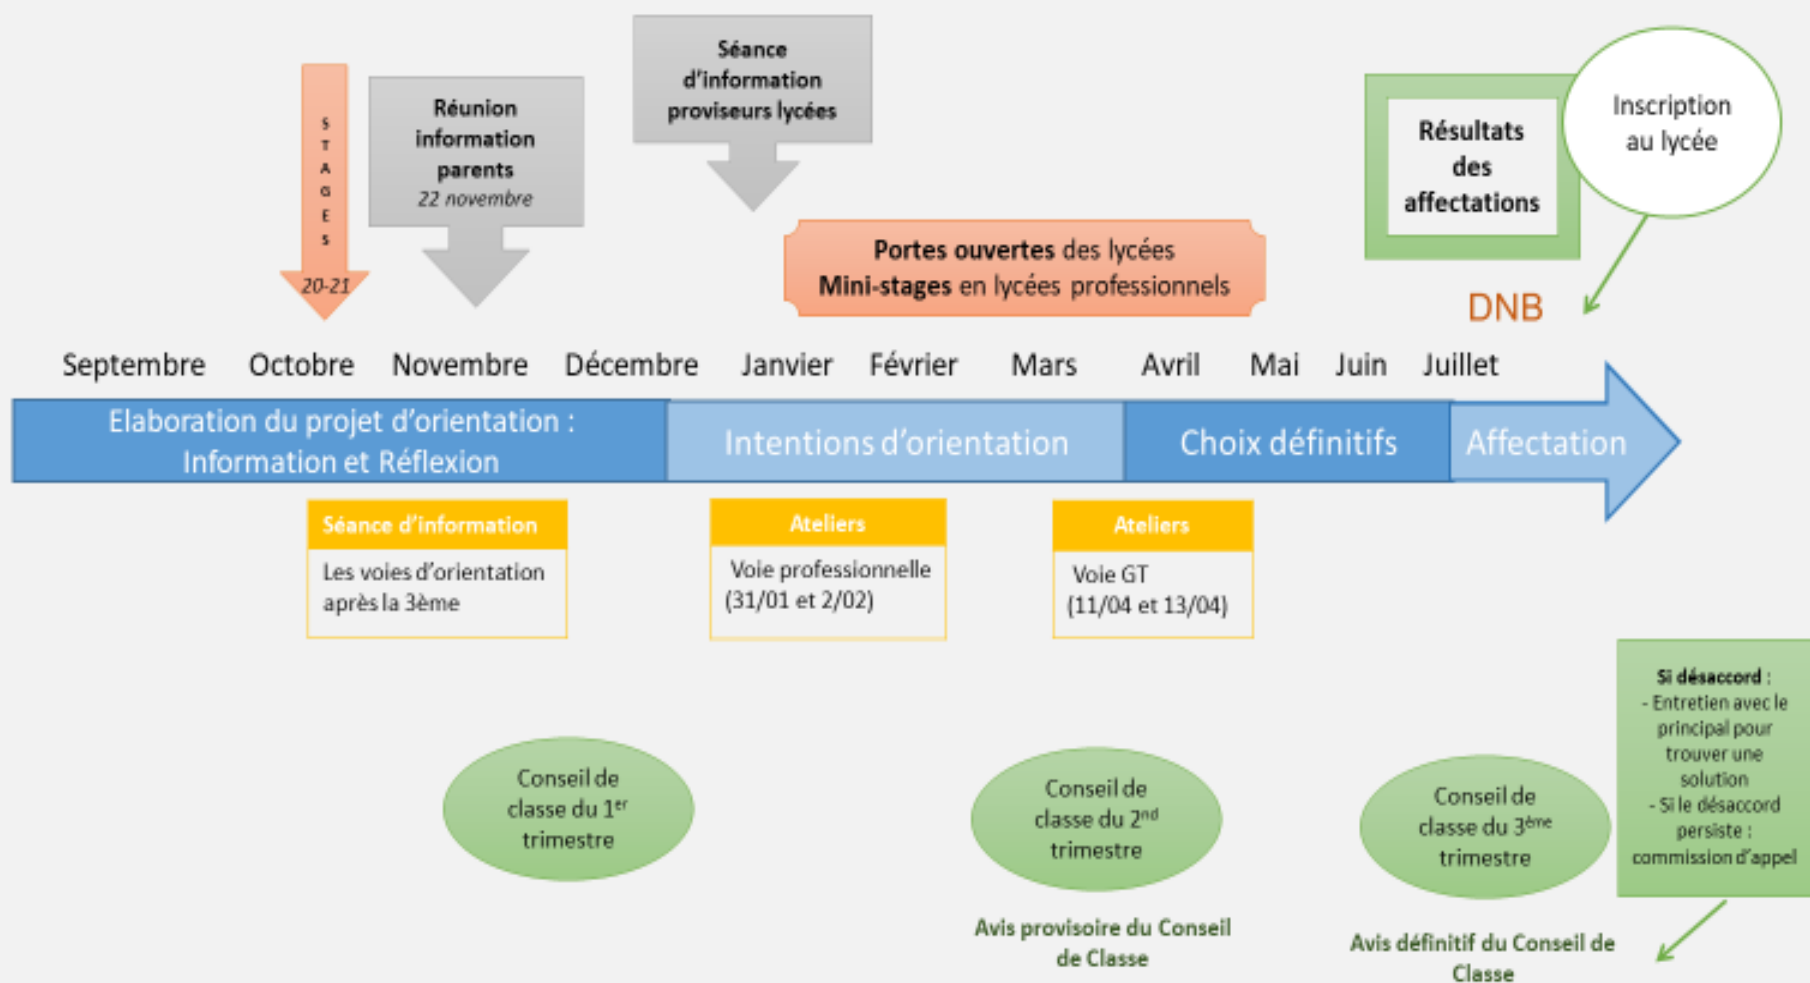 STAGES
20-21
Réunion
information
parents
22 novembre
Séance
d'information
proviseurs lycées
Portes ouvertes des lycées
Mini-stages en lycées professionnels
Résultats
des
affectations
Inscription
au lycée
DNB
Septembre Octobre Novembre Décembre Janvier Février Mars Avril Mai Juin Juillet
Elaboration du projet d'orientation :
Information et Réflexion
Intentions d'orientation
Choix définitifs
Affectation
Séance d'information
Les voies d'orientation
après la 3ème
Ateliers
Voie professionnelle
(31/01 et 2/02)
Ateliers
Voie GT
(11/04 et 13/04)
Conseil de
classe du 1er
trimestre
Conseil de
classe du 2nd
trimestre
Avis provisoire du Conseil
de Classe
Conseil de
classe du 3ème
trimestre
Avis définitif du Conseil de
Classe
Si désaccord :
- Entretien avec le
principal pour
trouver une
solution
- Si le désaccord
persiste :
commission d'appel